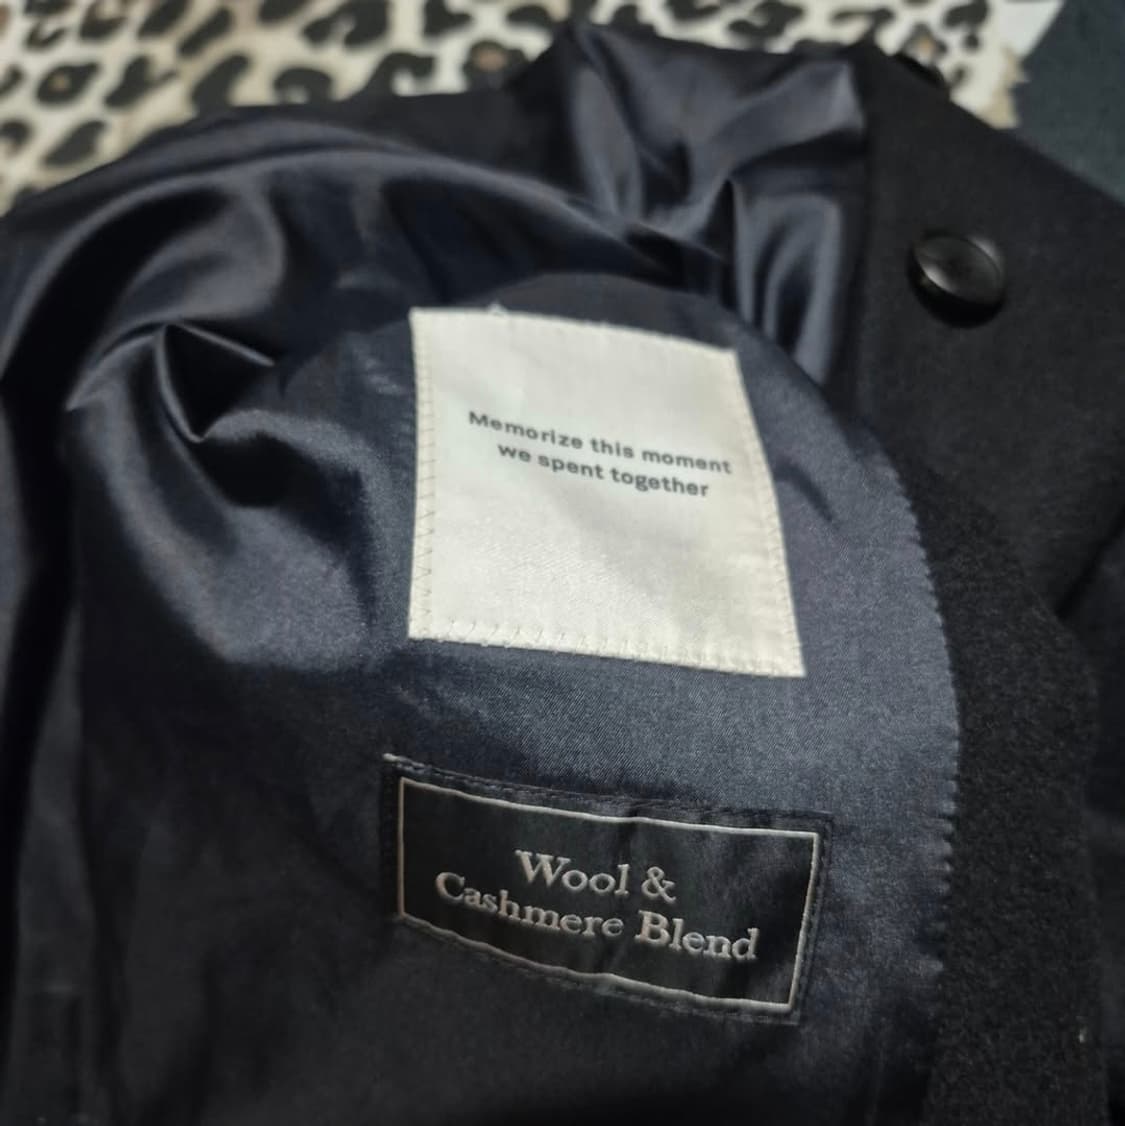 Memorize this moment
we spent together
Wool &
Cashmere Blend